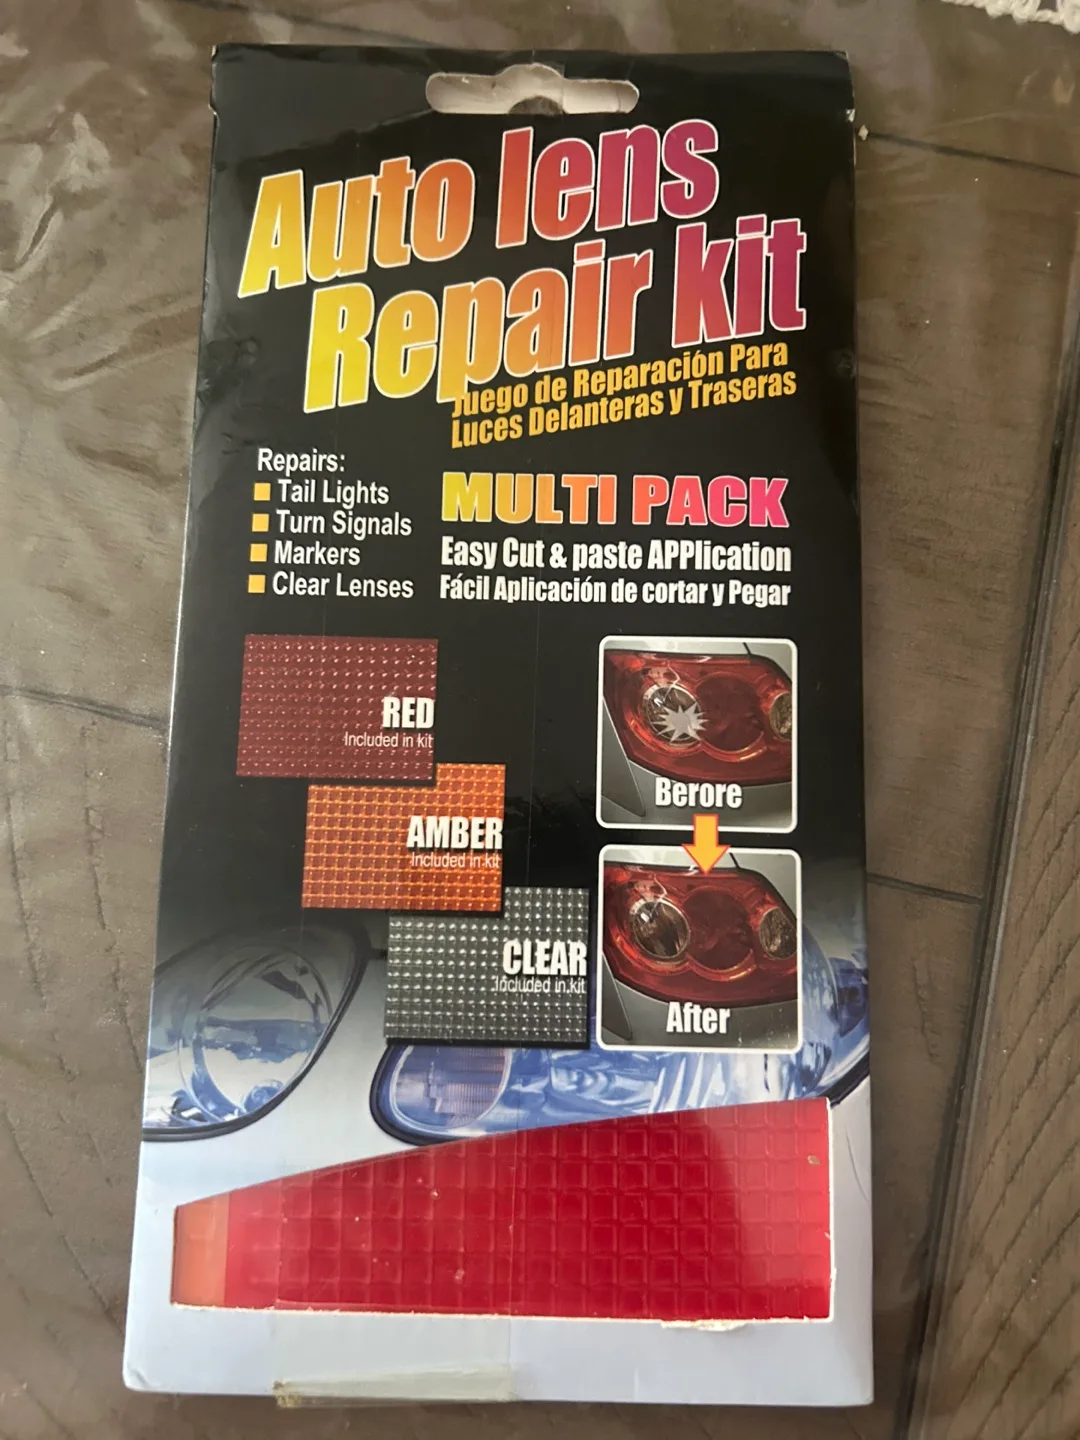 Auto lens
Repair kit
Juego de Reparación Para
Luces Delanteras y Traseras
Repairs:
Tail Lights
Turn Signals
Markers
Clear Lenses
MULTI PACK
Easy Cut & paste APPlication
Fácil Aplicación de cortar y Pegar
RED
Included in kit
AMBER
Included in kit
CLEAR
Included in kit
Berore
After